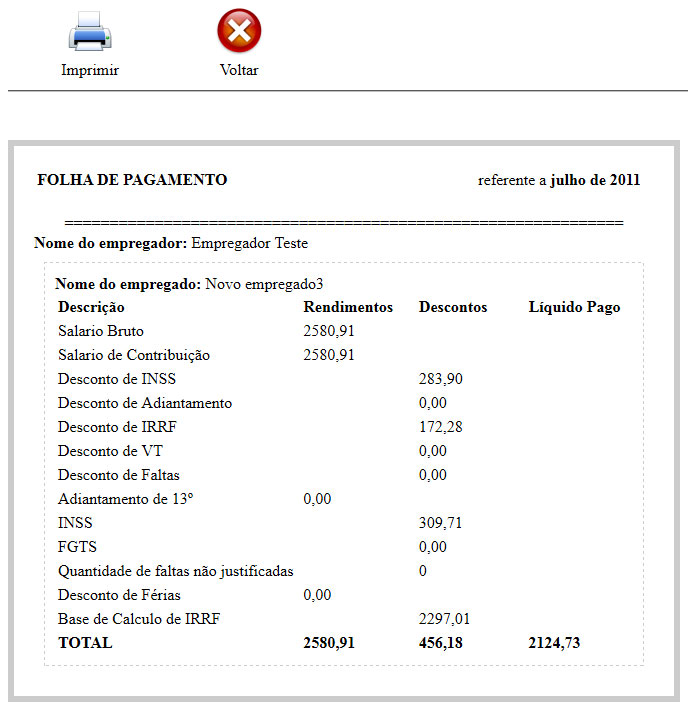 Imprimir Voltar
FOLHA DE PAGAMENTO referente a julho de 2011
==============================================================
Nome do empregador: Empregador Teste
Nome do empregado: Novo empregado3
Descrição Rendimentos Descontos Líquido Pago
Salario Bruto 2580,91
Salario de Contribuição 2580,91
Desconto de INSS 283,90
Desconto de Adiantamento 0,00
Desconto de IRRF 172,28
Desconto de VT 0,00
Desconto de Faltas 0,00
Adiantamento de 13º 0,00
INSS 309,71
FGTS 0,00
Quantidade de faltas não justificadas 0
Desconto de Férias 0,00
Base de Calculo de IRRF 2297,01
TOTAL 2580,91 456,18 2124,73